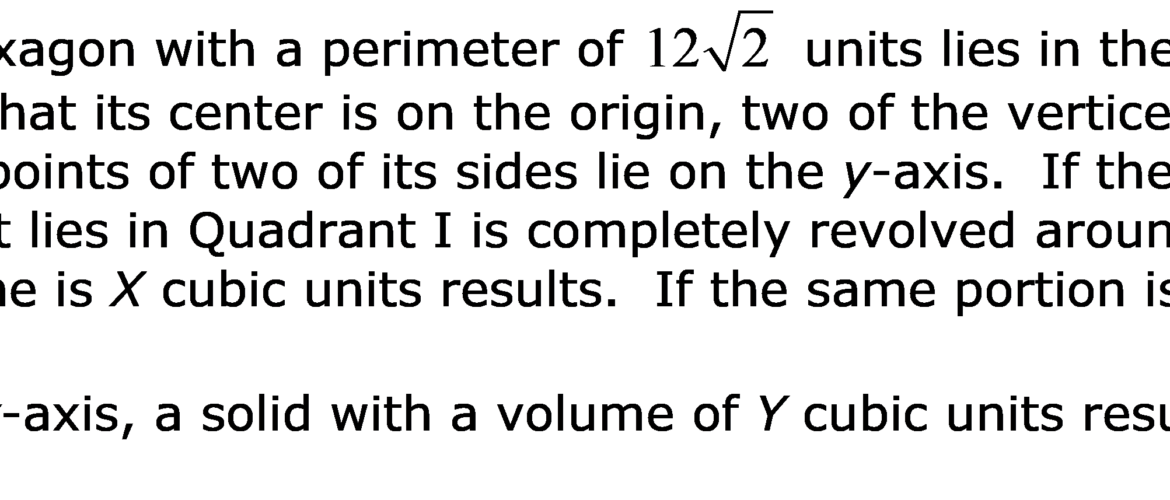 xagon with a perimeter of 12√2 units lies in the
hat its center is on the origin, two of the vertice
points of two of its sides lie on the y-axis. If the
t lies in Quadrant I is completely revolved aroun
e is X cubic units results. If the same portion is
-axis, a solid with a volume of Y cubic units resu